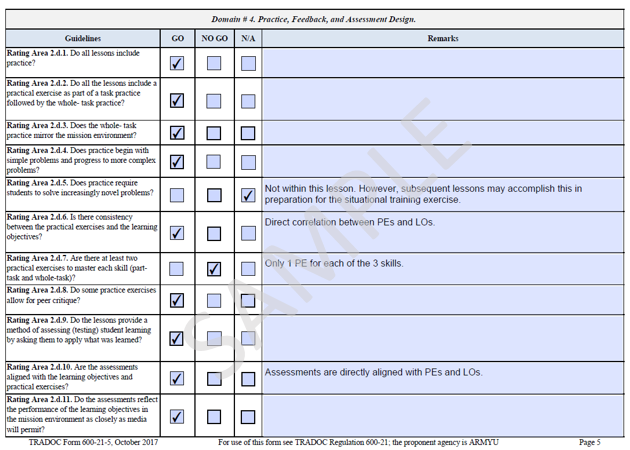 Domain # 4. Practice, Feedback, and Assessment Design.
Guidelines GO NO GO N/A Remarks
Rating Area 2.d.1. Do all lessons include
practice?
Rating Area 2.d.2. Do all the lessons include a
practical exercise as part of a task practice
followed by the whole- task practice?
Rating Area 2.d.3. Does the whole- task
practice mirror the mission environment?
Rating Area 2.d.4. Does practice begin with
simple problems and progress to more complex
problems?
Rating Area 2.d.5. Does practice require
students to solve increasingly novel problems?
Not within this lesson. However, subsequent lessons may accomplish this in
preparation for the situational training exercise.
Rating Area 2.d.6. Is there consistency
between the practical exercises and the learning
objectives?
Direct correlation between PEs and LOs.
Rating Area 2.d.7. Are there at least two
practical exercises to master each skill (part-
task and whole-task)?
Only 1 PE for each of the 3 skills.
Rating Area 2.d.8. Do some practice exercises
allow for peer critique?
Rating Area 2.d.9. Do the lessons provide a
method of assessing (testing) student learning
by asking them to apply what was learned?
Rating Area 2.d.10. Are the assessments
aligned with the learning objectives and
practical exercises?
Assessments are directly aligned with PEs and LOs.
Rating Area 2.d.11. Do the assessments reflect
the performance of the learning objectives in
the mission environment as closely as media
will permit?
SAMPLE
TRADOC Form 600-21-5, October 2017 For use of this form see TRADOC Regulation 600-21; the proponent agency is ARMYU Page 5